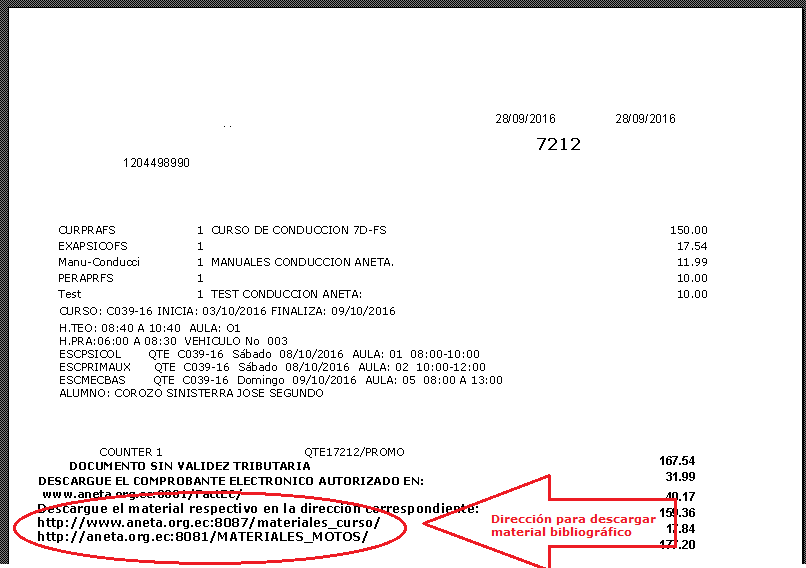 28/09/2016 28/09/2016
7212
1204498990
CURPRAFS 1 CURSO DE CONDUCCION 7D-FS 150.00
EXAPSICOFS 1 17.54
Manu-Conducci 1 MANUALES CONDUCCION ANETA. 11.99
PERAPRFS 1 10.00
Test 1 TEST CONDUCCION ANETA: 10.00
CURSO: C039-16 INICIA: 03/10/2016 FINALIZA: 09/10/2016
H.TEO: 08:40 A 10:40 AULA: O1
H.PRA:06:00 A 08:30 VEHICULO No 003
ESCPSICOL QTE C039-16 Sábado 08/10/2016 AULA: 01 08:00-10:00
ESCPRIMAUX QTE C039-16 Sábado 08/10/2016 AULA: 02 10:00-12:00
ESCMECBAS QTE C039-16 Domingo 09/10/2016 AULA: 05 08:00 A 13:00
ALUMNO: COROZO SINISTERRA JOSE SEGUNDO
COUNTER 1 QTE17212/PROMO
167.54
DOCUMENTO SIN VALIDEZ TRIBUTARIA
31.99
DESCARGUE EL COMPROBANTE ELECTRONICO AUTORIZADO EN:
www.aneta.org.ec:8081/FactEC/
40.17
Descargue el material respectivo en la dirección correspondiente:
159.36
http://www.aneta.org.ec:8087/materiales_curso/
Dirección para descargar
material bibliográfico
http://aneta.org.ec:8081/MATERIALES_MOTOS/
177.20